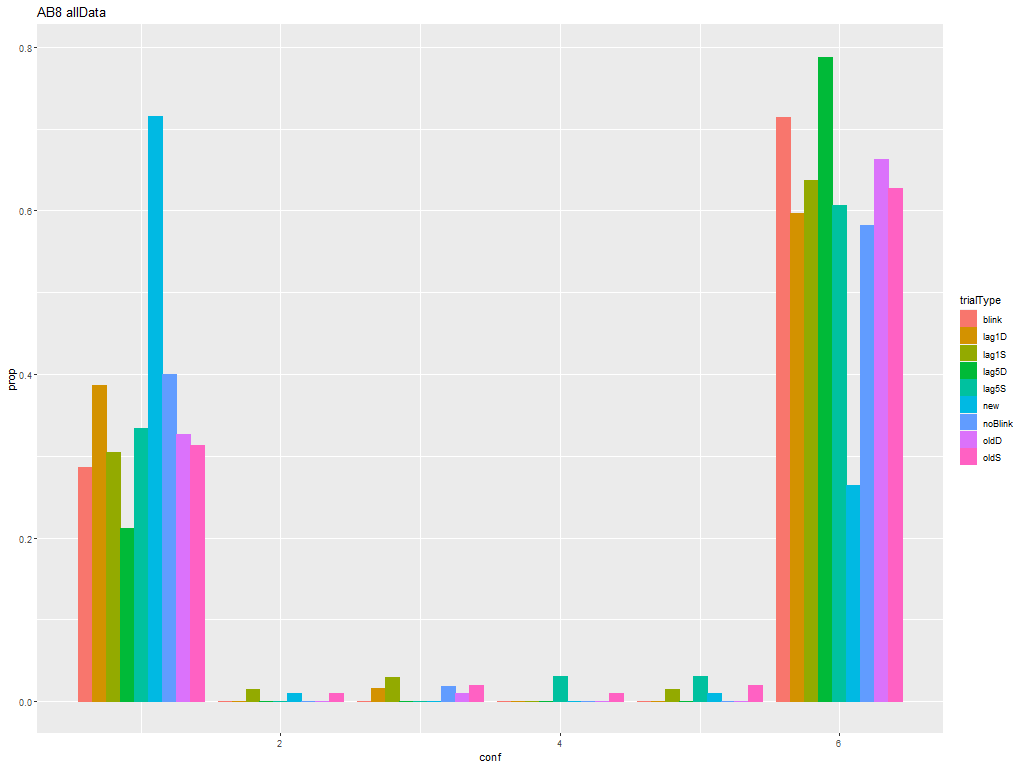 AB8 allData
0.8
0.6
0.4
0.2
0.0
prop
2
4
6
conf
trialType
blink
lag1D
lag1S
lag5D
lag5S
new
noBlink
oldD
oldS